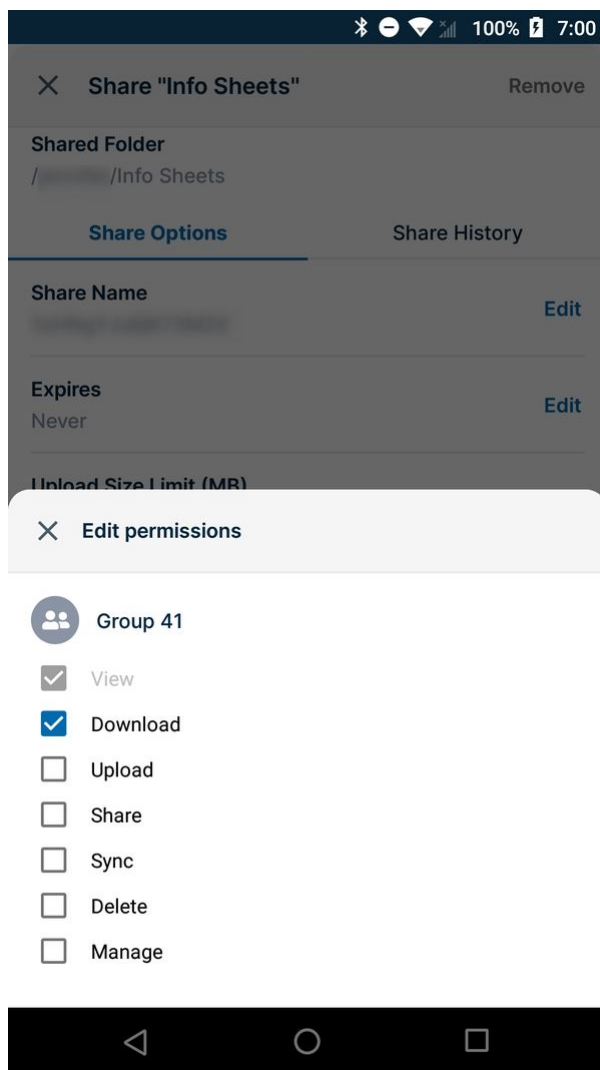 100% 7:00
Share "Info Sheets" Remove
Shared Folder
/ /Info Sheets
Share Options Share History
Share Name
Edit
Expires
Edit
Never
Upload Size Limit (MB)
Edit permissions
Group 41
View
Download
Upload
Share
Sync
Delete
Manage